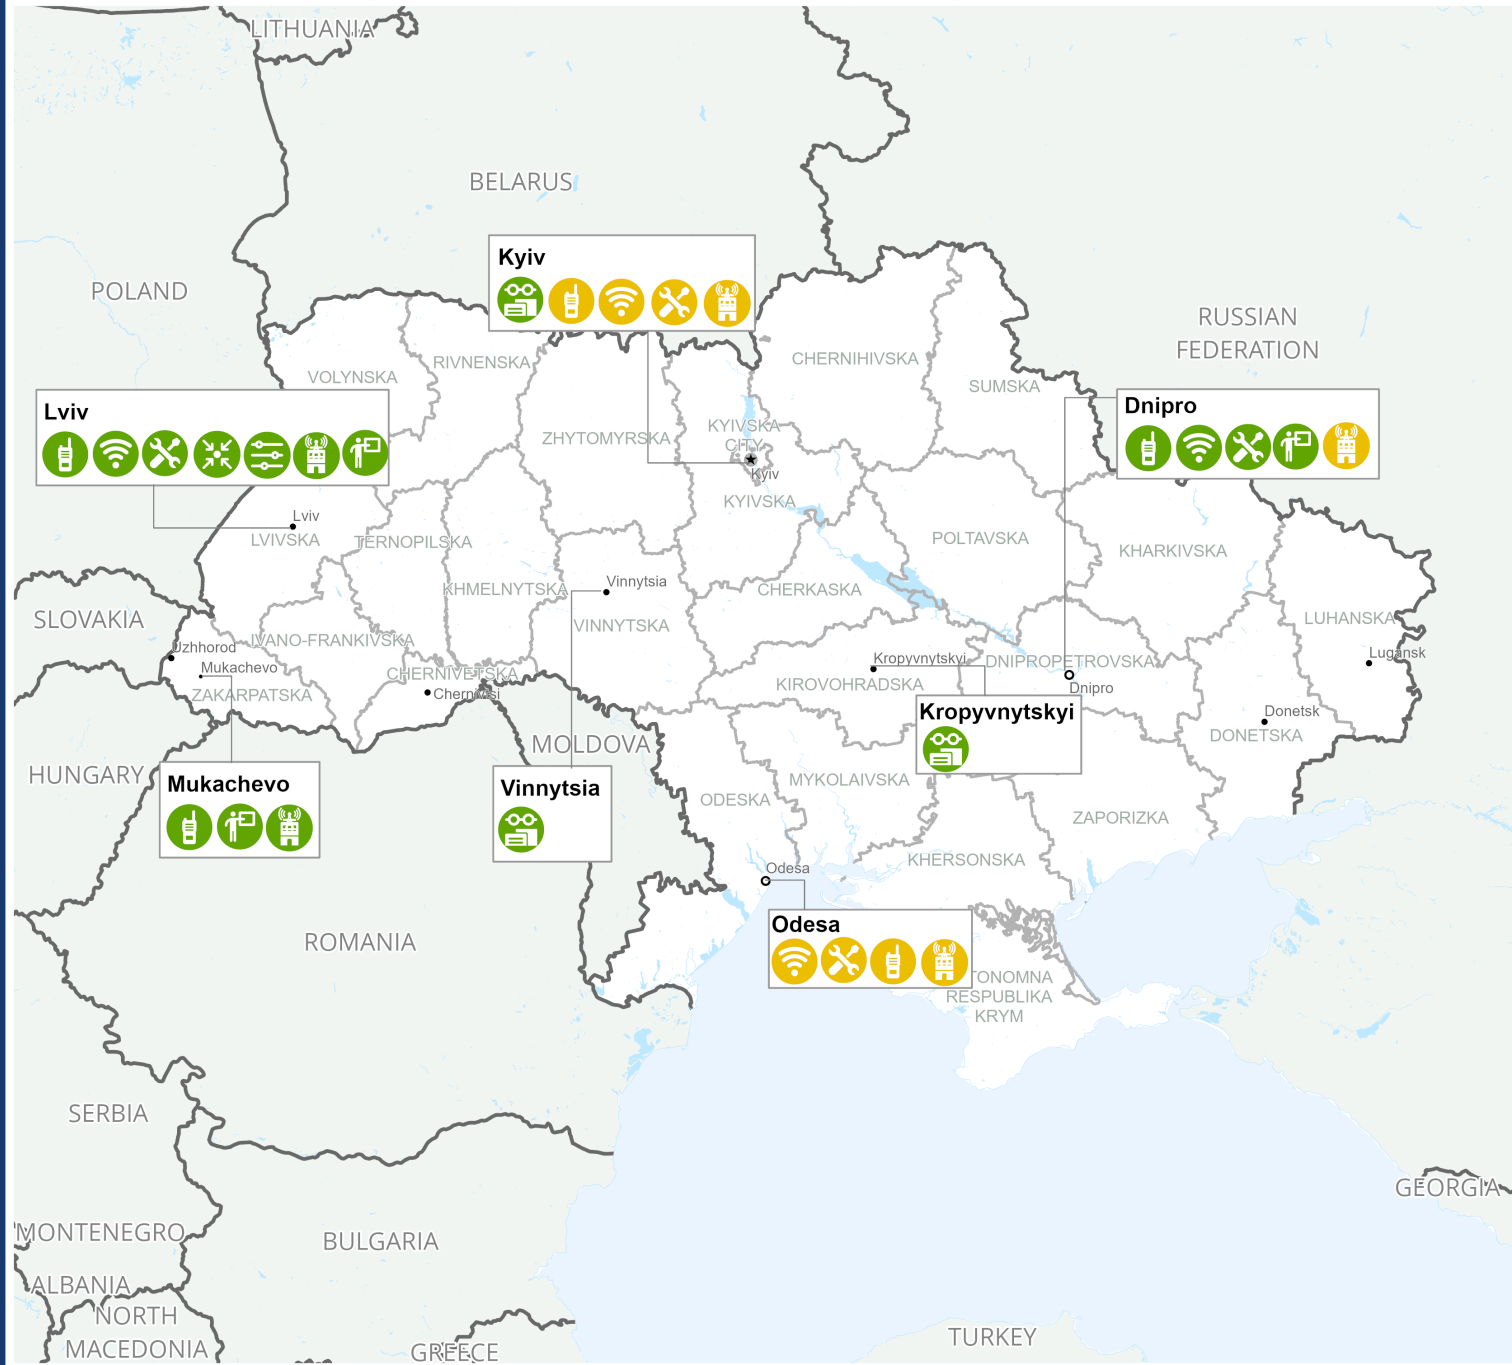 LITHUANIA
BELARUS
POLAND
RUSSIAN
FEDERATION
Kyiv
CHERNIHIVSKA
RIVNENSKA
VOLYNSKA
SUMSKA
Lviv
Dnipro
KYIVSKA
CITY
ZHYTOMYRSKA
Kyiv
KYIVSKA
Lviv
LVIVSKA
TERNOPILSKA
POLTAVSKA
KHARKIVSKA
KHMELNYTSKA
Vinnytsia
CHERKASKA
SLOVAKIA
VINNYTSKA
LUHANSKA
IVANO-FRANKIVSKA
Uzhhorod
Mukachevo
Kropyvnytskyi
DNIPROPETROVSKA
Lugansk
CHERNIVETSKA
ZAKARPATSKA
Chernivtsi
KIROVOHRADSKA
Dnipro
Kropyvnytskyi
Donetsk
DONETSKA
MOLDOVA
HUNGARY
Mukachevo
Vinnytsia
MYKOLAIVSKA
ODESKA
ZAPORIZKA
KHERSONSKA
Odesa
Odesa
ROMANIA
TONOMNA
RESPUBLIKA
KRYM
SERBIA
GEORGIA
MONTENEGRO
BULGARIA
ALBANIA
NORTH
MACEDONIA
TURKEY
GREECE